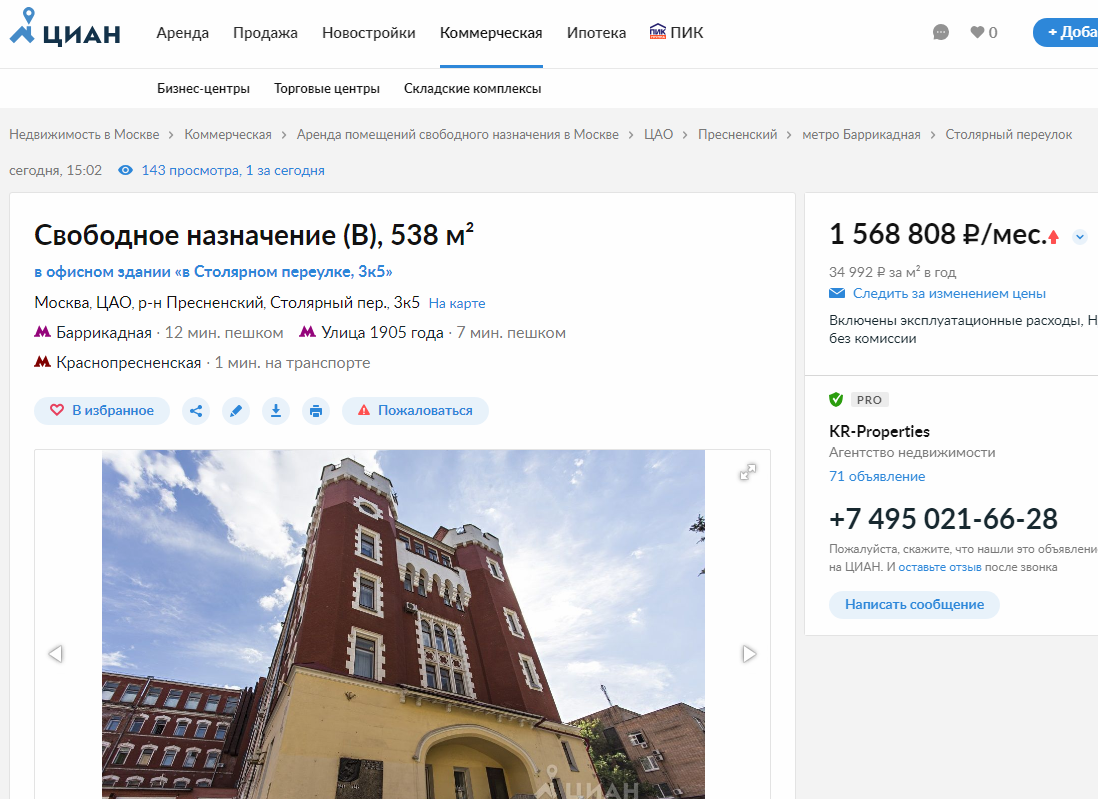 ЦИАН
Аренда Продажа Новостройки Коммерческая Ипотека ПИК ПИК 0 + Доба
Бизнес-центры Торговые центры Складские комплексы
Недвижимость в Москве > Коммерческая > Аренда помещений свободного назначения в Москве > ЦАО > Пресненский > метро Баррикадная > Столярный переулок
сегодня, 15:02 143 просмотра, 1 за сегодня
Свободное назначение (B), 538 м²
в офисном здании «в Столярном переулке, 3к5»
Москва, ЦАО, р-н Пресненский, Столярный пер., 3к5 На карте
Баррикадная · 12 мин. пешком Улица 1905 года · 7 мин. пешком
Краснопресненская · 1 мин. на транспорте
В избранное Пожаловаться
ЦИАН
1 568 808 ₽/мес.
34 992 ₽ за м² в год
Следить за изменением цены
Включены эксплуатационные расходы, Н
без комиссии
PRO
KR-Properties
Агентство недвижимости
71 объявление
+7 495 021-66-28
Пожалуйста, скажите, что нашли это объявлени
на ЦИАН. И оставьте отзыв после звонка
Написать сообщение